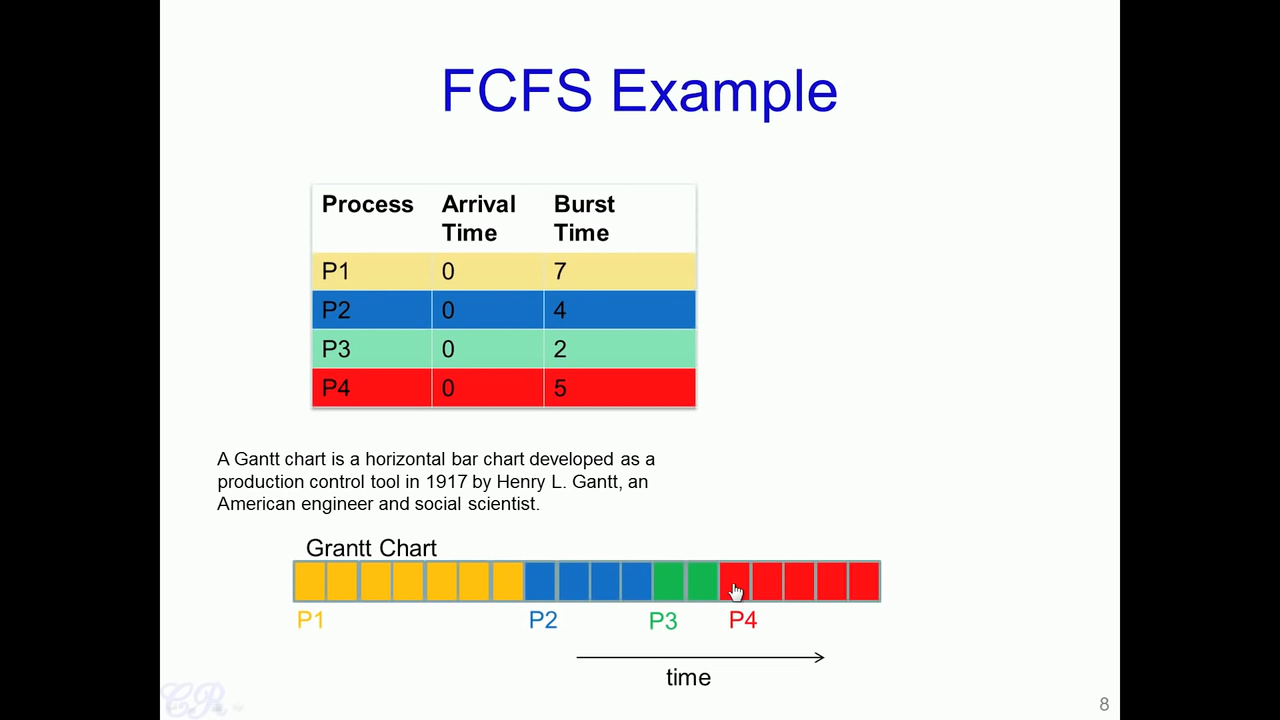 FCFS Example
Process Arrival Time Burst Time
P1 0 7
P2 0 4
P3 0 2
P4 0 5
A Gantt chart is a horizontal bar chart developed as a
production control tool in 1917 by Henry L. Gantt, an
American engineer and social scientist.
Grantt Chart
P1 P2 P3 P4
time
8
CR